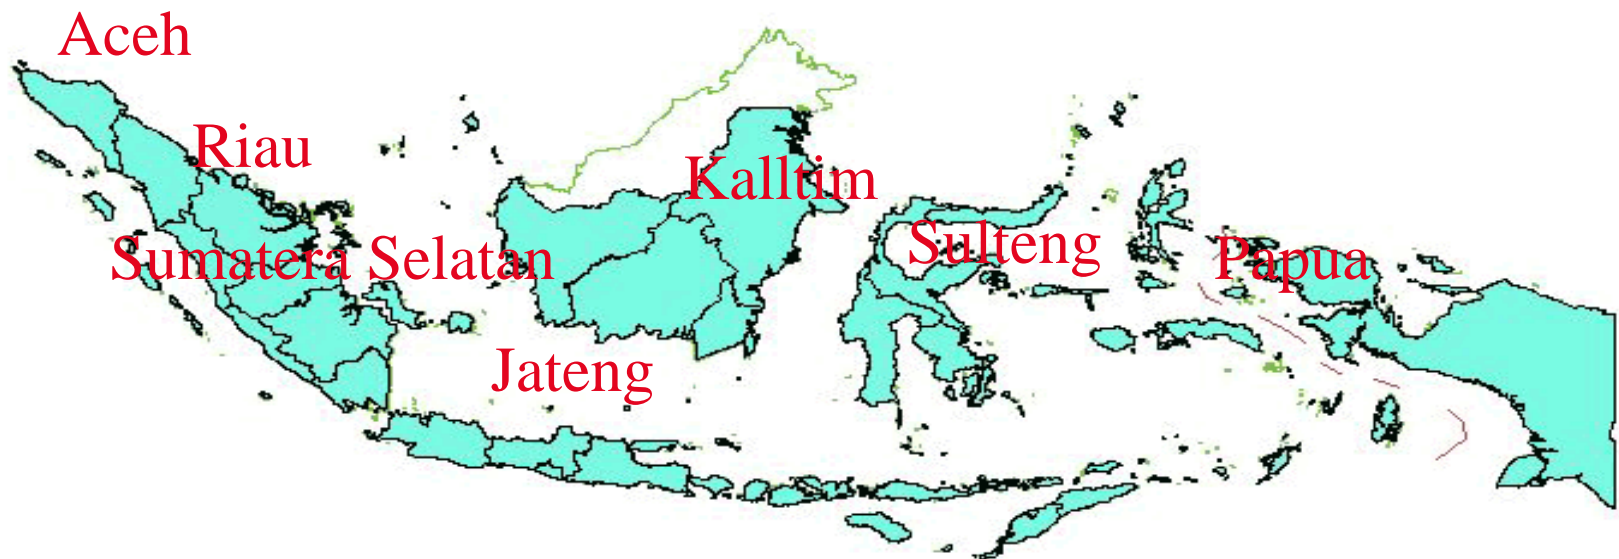 Aceh
Riau
Kalltim
Sulteng
Papua
Sumatera Selatan
Jateng